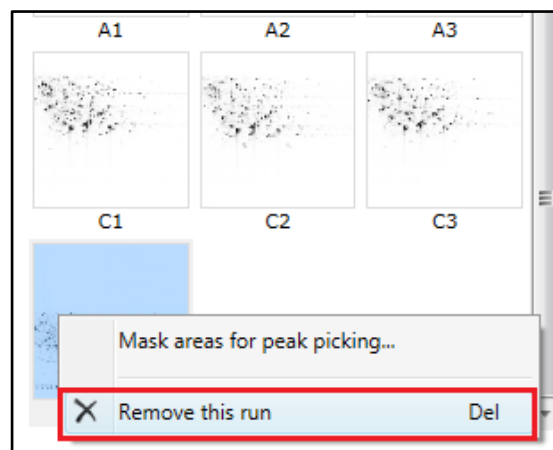 A1 A2 A3
C1 C2 C3
Mask areas for peak picking...
Remove this run Del